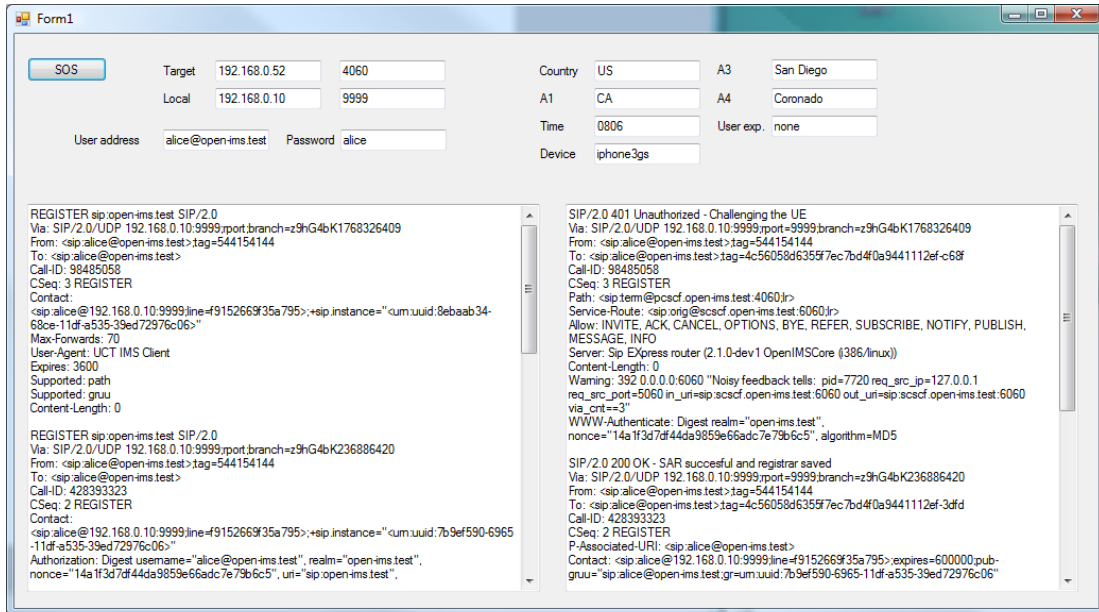 Form1
SOS
Target 192.168.0.52 4060
Local 192.168.0.10 9999
User address alice@open-ims.test Password alice
Country US A3 San Diego
A1 CA A4 Coronado
Time 0806 User exp. none
Device iphone3gs
REGISTER sip:open-ims.test SIP/2.0
Via: SIP/2.0/UDP 192.168.0.10:9999;rport;branch=z9hG4bK1768326409
From: <sip:alice@open-ims.test>;tag=544154144
To: <sip:alice@open-ims.test>
Call-ID: 98485058
CSeq: 3 REGISTER
Contact:
<sip:alice@192.168.0.10:9999;line=f9152669f35a795>;+sip.instance="<urn:uuid:8ebaab34-
68ce-11df-a535-39ed72976c06>"
Max-Forwards: 70
User-Agent: UCT IMS Client
Expires: 3600
Supported: path
Supported: gruu
Content-Length: 0
REGISTER sip:open-ims.test SIP/2.0
Via: SIP/2.0/UDP 192.168.0.10:9999;rport;branch=z9hG4bK236886420
From: <sip:alice@open-ims.test>;tag=544154144
To: <sip:alice@open-ims.test>
Call-ID: 428393323
CSeq: 2 REGISTER
Contact:
<sip:alice@192.168.0.10:9999;line=f9152669f35a795>;+sip.instance="<urn:uuid:7b9ef590-6965
-11df-a535-39ed72976c06>"
Authorization: Digest username="alice@open-ims.test", realm="open-ims.test",
nonce="14a1f3d7df44da9859e66adc7e79b6c5", uri="sip:open-ims.test",
SIP/2.0 401 Unauthorized - Challenging the UE
Via: SIP/2.0/UDP 192.168.0.10:9999;rport=9999;branch=z9hG4bK1768326409
From: <sip:alice@open-ims.test>;tag=544154144
To: <sip:alice@open-ims.test>;tag=4c56058d6355f7ec7bd4f0a9441112ef-c68f
Call-ID: 98485058
CSeq: 3 REGISTER
Path: <sip:term@pcscf.open-ims.test:4060;lr>
Service-Route: <sip:orig@scscf.open-ims.test:6060;lr>
Allow: INVITE, ACK, CANCEL, OPTIONS, BYE, REFER, SUBSCRIBE, NOTIFY, PUBLISH,
MESSAGE, INFO
Server: Sip EXpress router (2.1.0-dev1 OpenIMSCore (i386/linux))
Content-Length: 0
Warning: 392 0.0.0.0:6060 "Noisy feedback tells: pid=7720 req_src_ip=127.0.0.1
req_src_port=5060 in_uri=sip:scscf.open-ims.test:6060 out_uri=sip:scscf.open-ims.test:6060
via_cnt==3"
WWW-Authenticate: Digest realm="open-ims.test",
nonce="14a1f3d7df44da9859e66adc7e79b6c5", algorithm=MD5
SIP/2.0 200 OK - SAR succesful and registrar saved
Via: SIP/2.0/UDP 192.168.0.10:9999;rport=9999;branch=z9hG4bK236886420
From: <sip:alice@open-ims.test>;tag=544154144
To: <sip:alice@open-ims.test>;tag=4c56058d6355f7ec7bd4f0a9441112ef-3dfd
Call-ID: 428393323
CSeq: 2 REGISTER
P-Associated-URI: <sip:alice@open-ims.test>
Contact: <sip:alice@192.168.0.10:9999;line=f9152669f35a795>;expires=600000;pub-
gruu="sip:alice@open-ims.test;gr=urn:uuid:7b9ef590-6965-11df-a535-39ed72976c06"